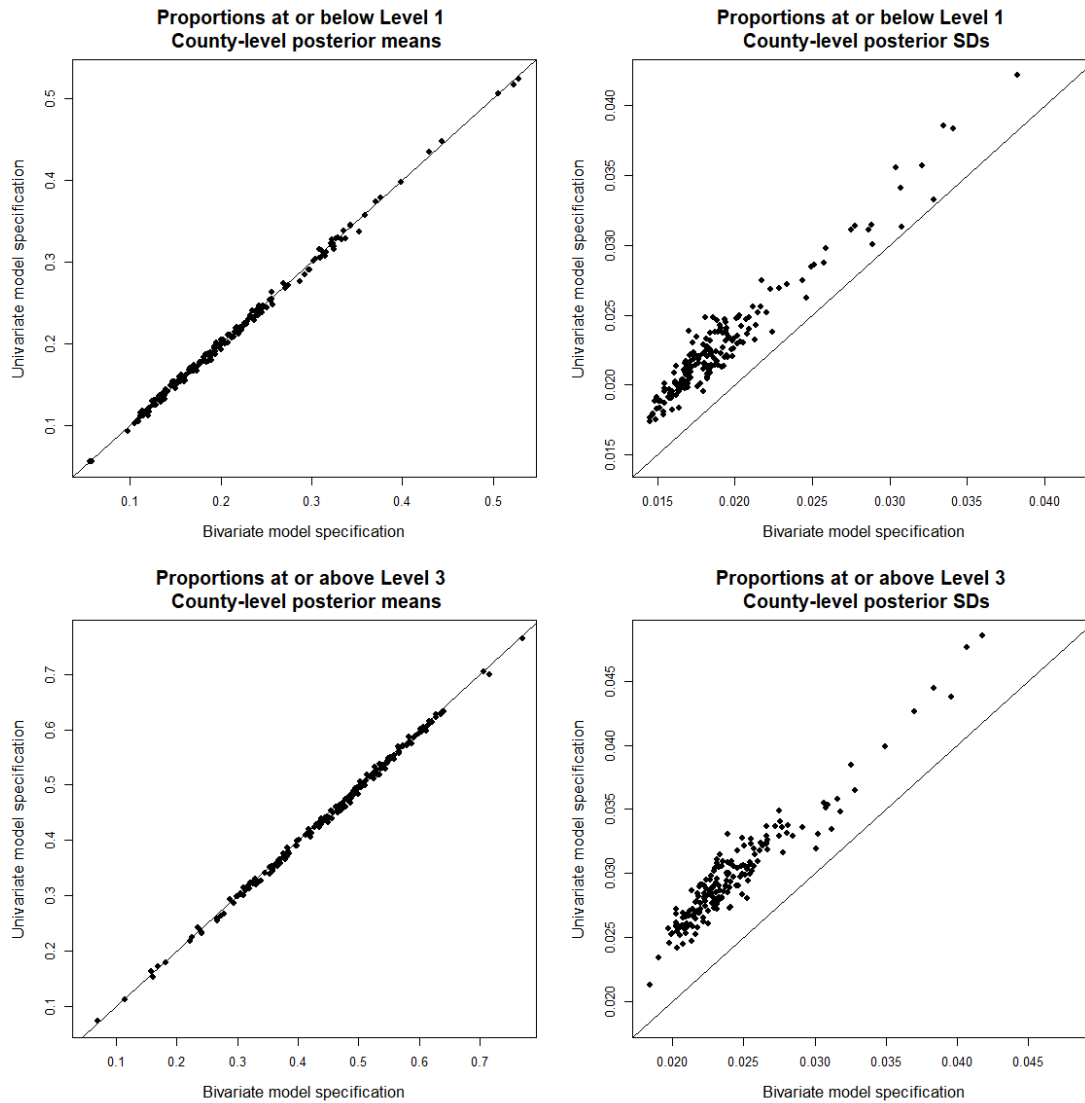 Proportions at or below Level 1
County-level posterior means
Univariate model specification
0.5
0.4
0.3
0.2
0.1
0.1 0.2 0.3 0.4 0.5
Bivariate model specification
Proportions at or below Level 1
County-level posterior SDs
Univariate model specification
0.040
0.035
0.030
0.025
0.020
0.015
0.015 0.020 0.025 0.030 0.035 0.040
Bivariate model specification
Proportions at or above Level 3
County-level posterior means
Univariate model specification
0.7
0.6
0.5
0.4
0.3
0.2
0.1
0.1 0.2 0.3 0.4 0.5 0.6 0.7
Bivariate model specification
Proportions at or above Level 3
County-level posterior SDs
Univariate model specification
0.045
0.040
0.035
0.030
0.025
0.020
0.020 0.025 0.030 0.035 0.040 0.045
Bivariate model specification